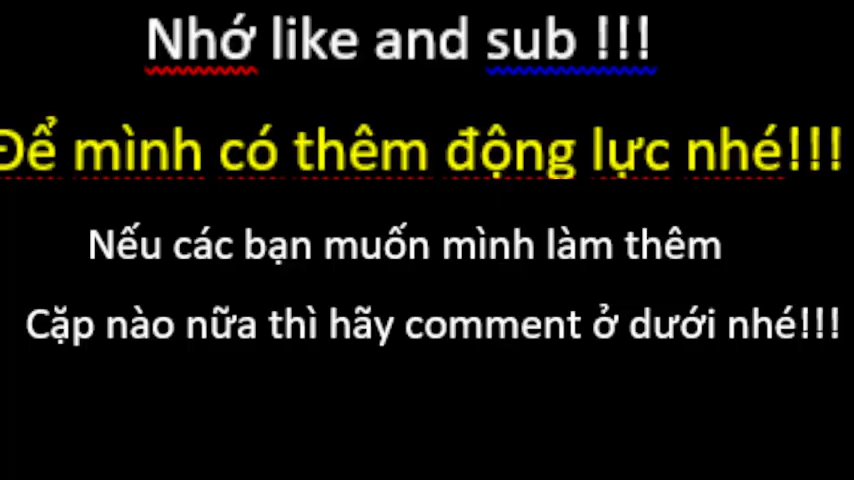 Nhớ like and sub !!!
Để mình có thêm động lực nhé!!!
Nếu các bạn muốn mình làm thêm
Cặp nào nữa thì hãy comment ở dưới nhé!!!